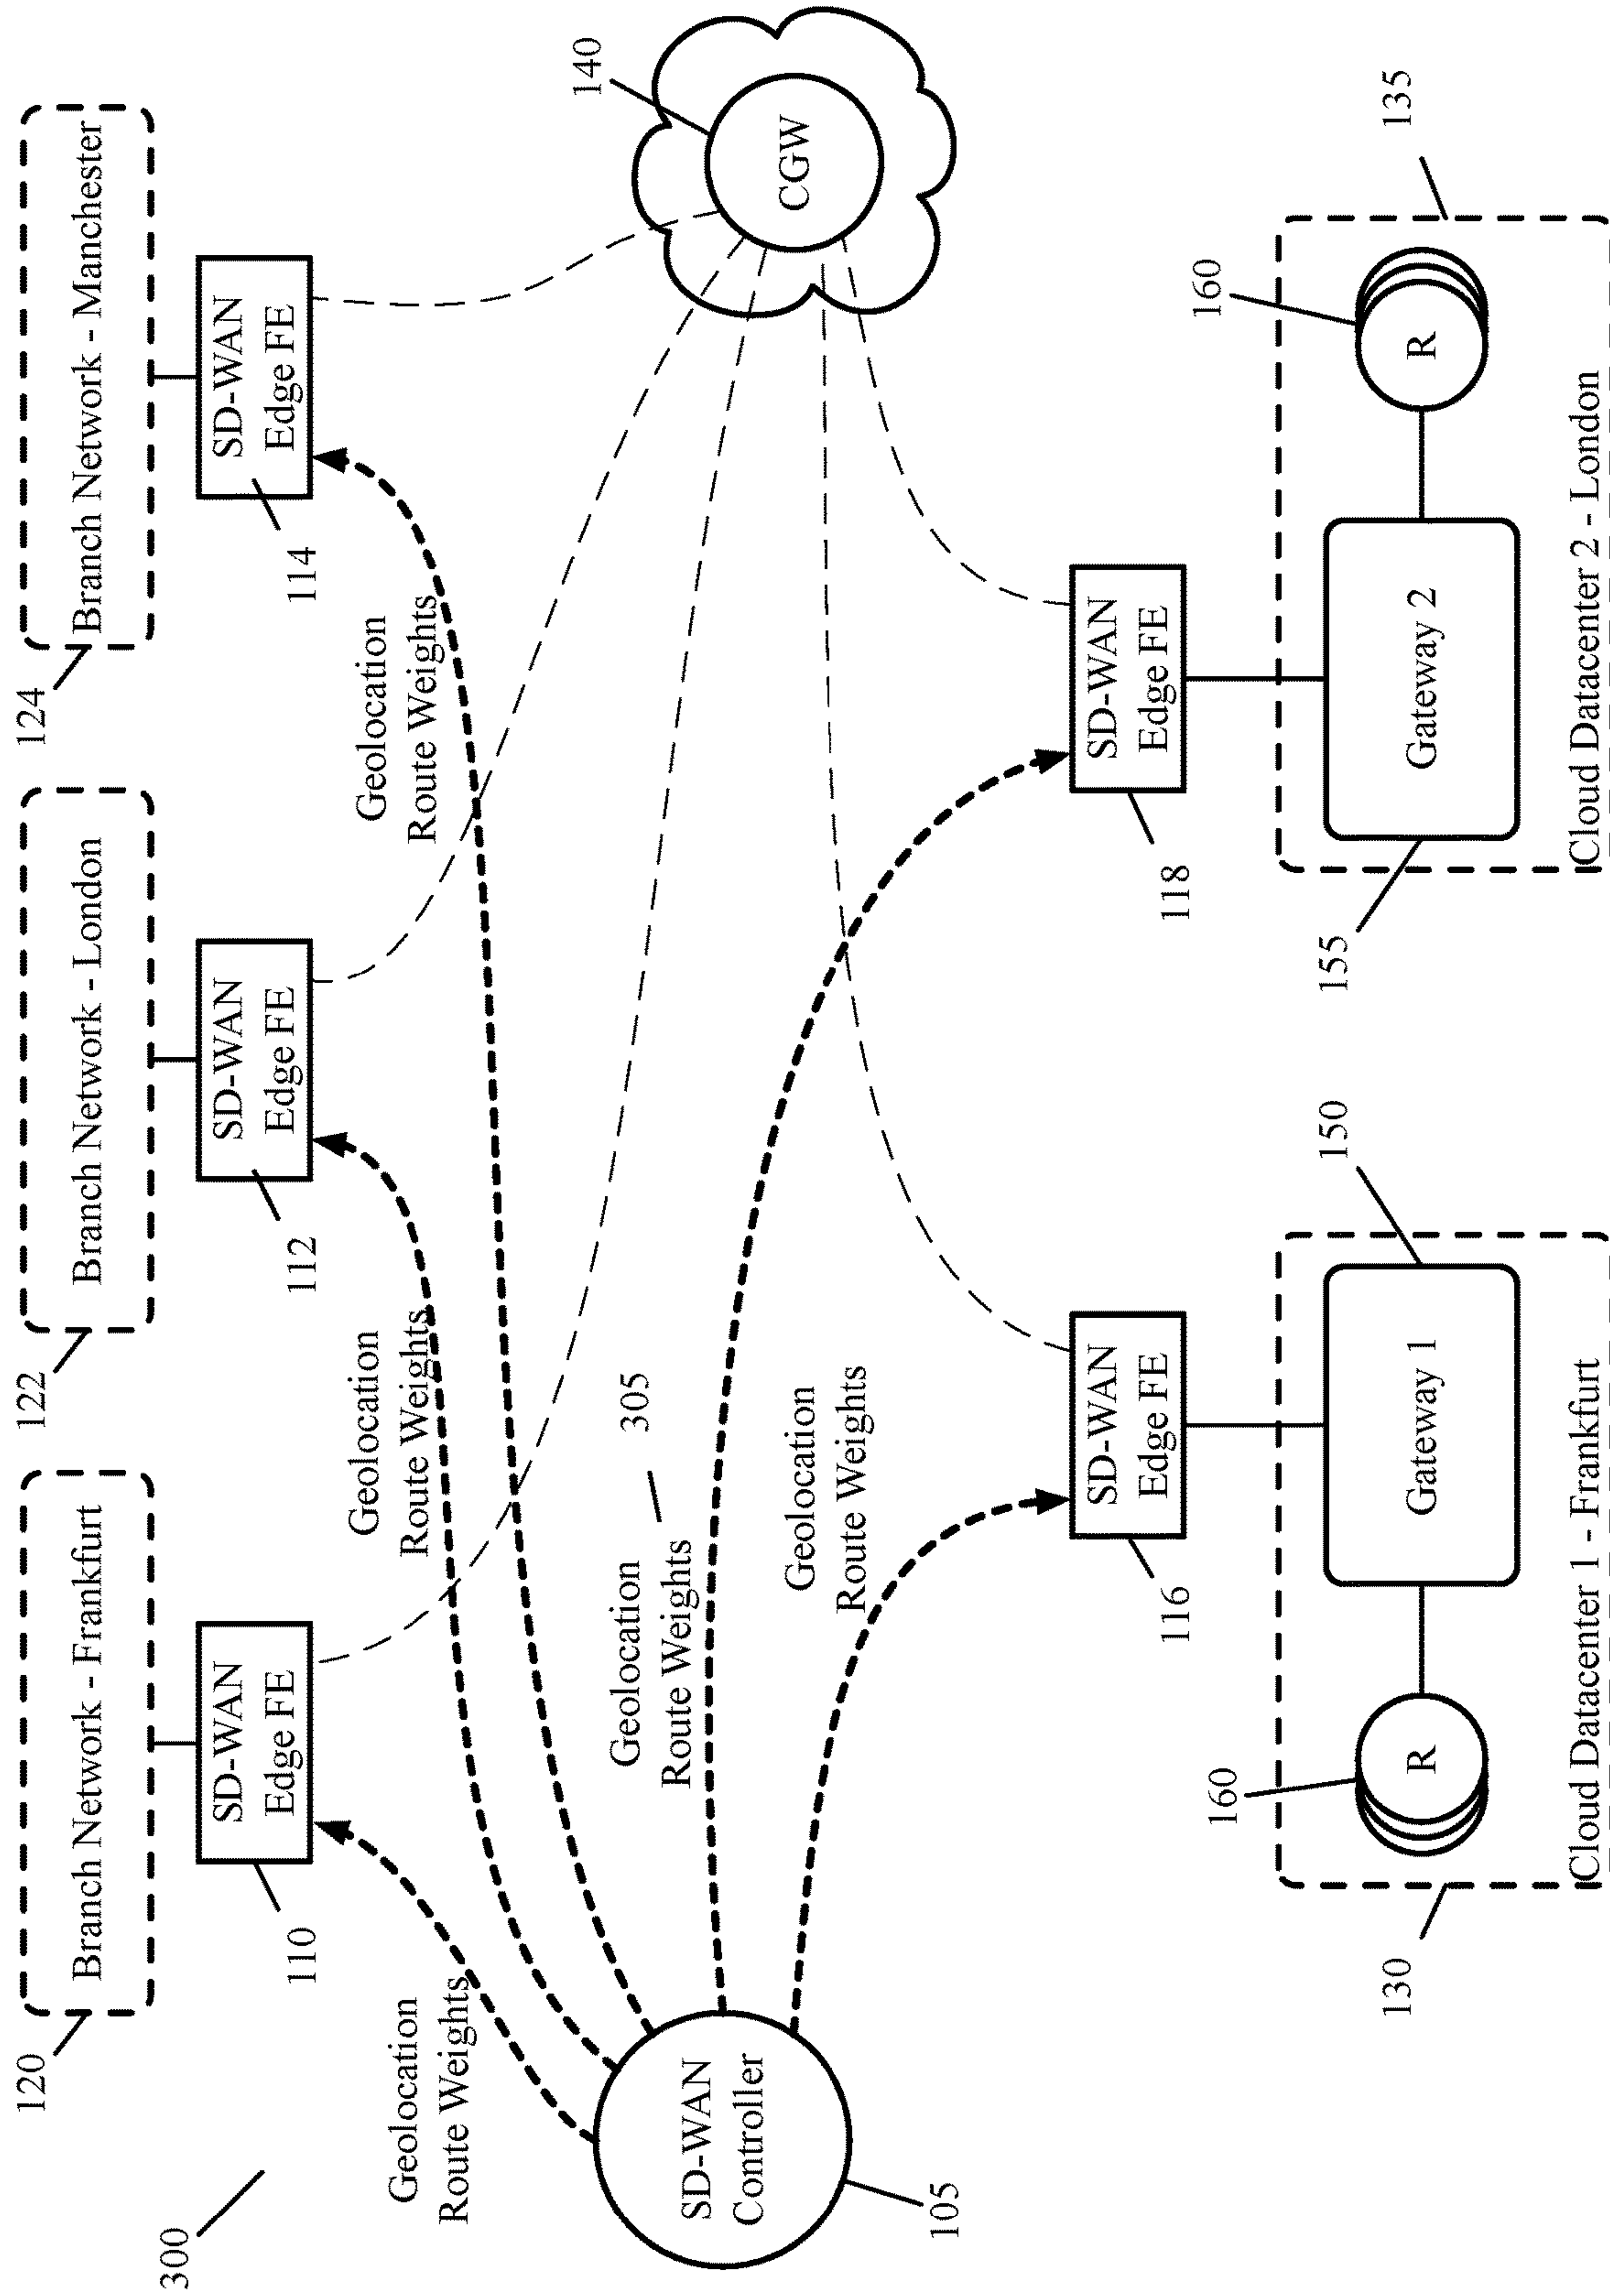 300
120
Branch Network - Frankfurt
122
Branch Network - London
124
Branch Network - Manchester
SD-WAN
Edge FE
110
SD-WAN
Edge FE
112
SD-WAN
Edge FE
114
Geolocation
Route Weights
Geolocation
Route Weights
Geolocation
Route Weights
SD-WAN
Controller
105
Geolocation
Route Weights
305
Geolocation
Route Weights
CGW
140
SD-WAN
Edge FE
116
SD-WAN
Edge FE
118
130
160
R
Gateway 1
150
Cloud Datacenter 1 - Frankfurt
155
Gateway 2
160
R
135
Cloud Datacenter 2 - London